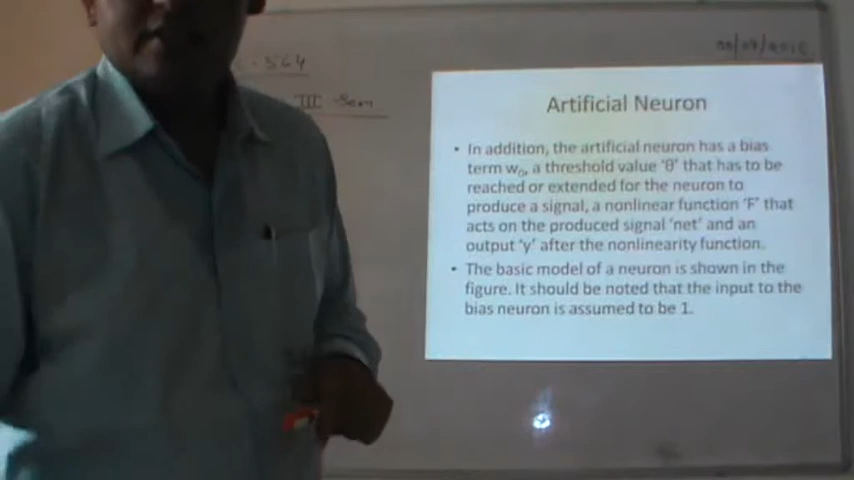 - 564
III - Sem
Artificial Neuron
• In addition, the artificial neuron has a bias
term w₀, a threshold value 'θ' that has to be
reached or extended for the neuron to
produce a signal, a nonlinear function 'F' that
acts on the produced signal 'net' and an
output 'y' after the nonlinearity function.
• The basic model of a neuron is shown in the
figure. It should be noted that the input to the
bias neuron is assumed to be 1.